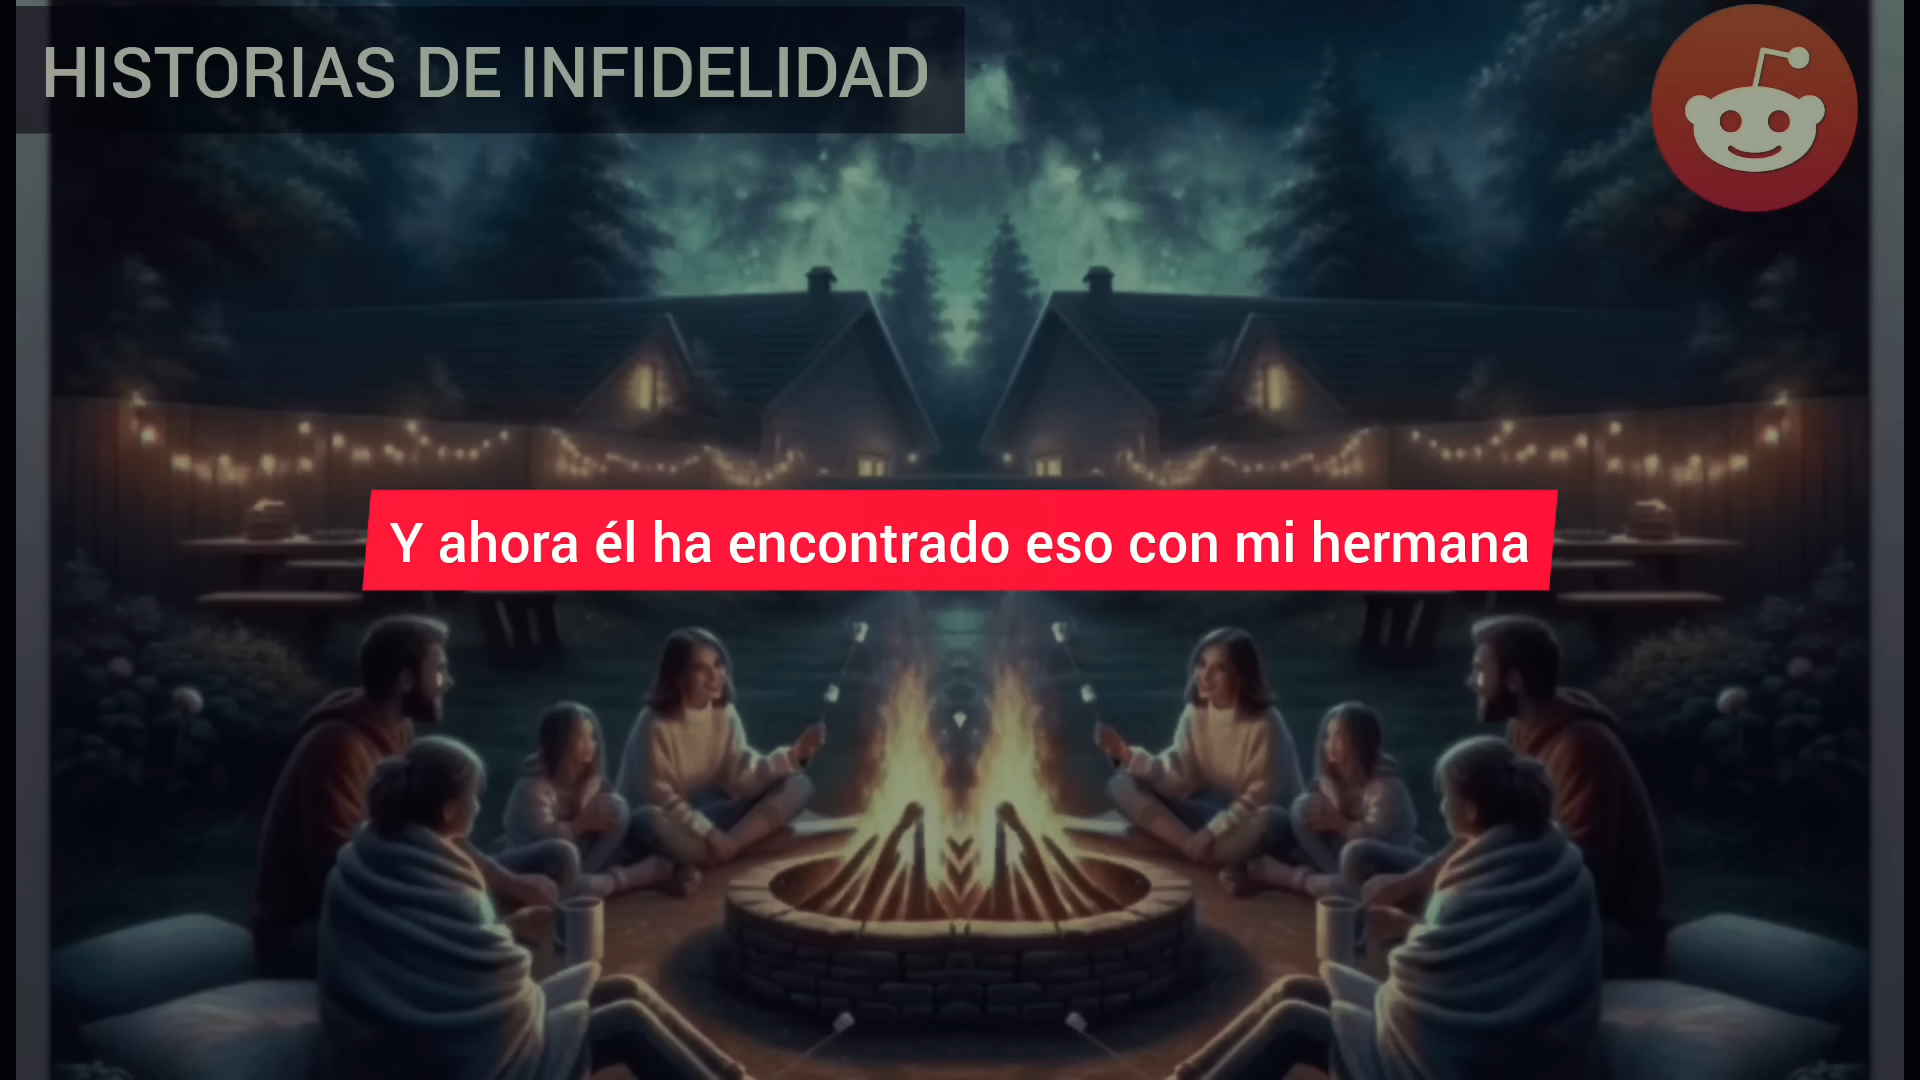 HISTORIAS DE INFIDELIDAD
Y ahora él ha encontrado eso con mi hermana